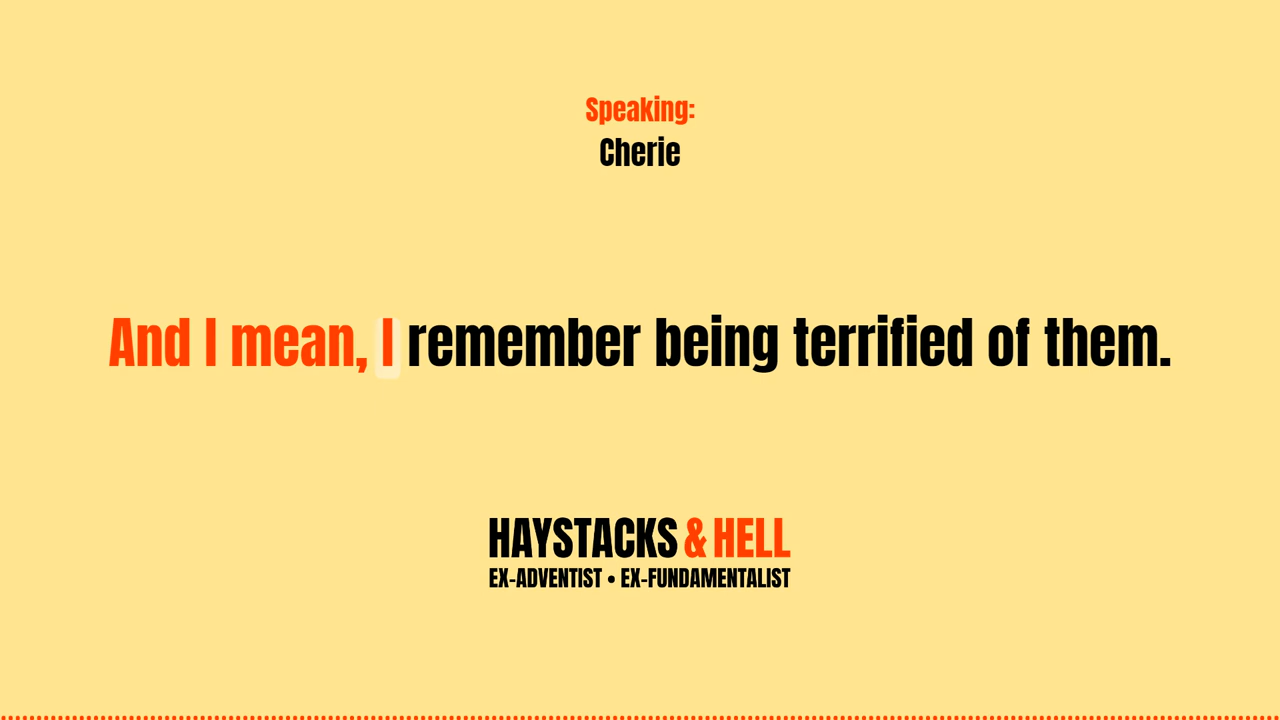 Speaking:
Cherie
And I mean, I remember being terrified of them.
HAYSTACKS & HELL
EX-ADVENTIST • EX-FUNDAMENTALIST